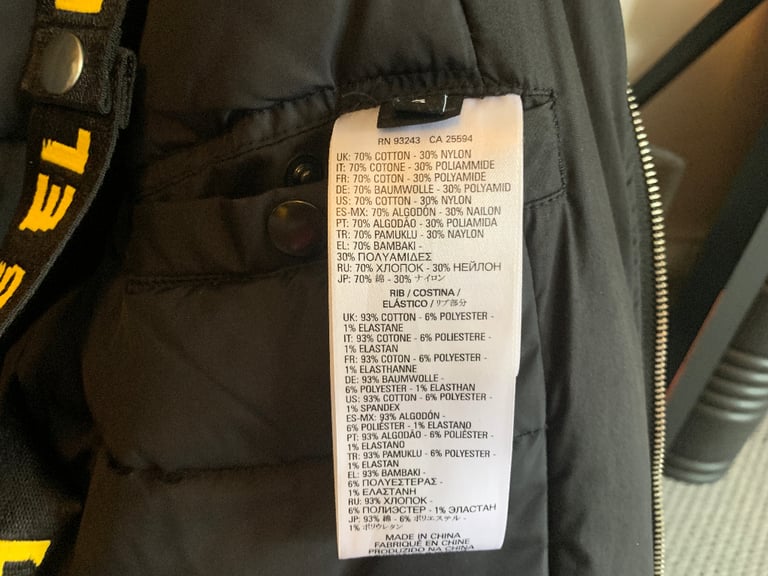 SEL
RN 93243 CA 25594
UK: 70% COTTON - 30% NYLON
IT: 70% COTONE - 30% POLIAMMIDE
FR: 70% COTON - 30% POLYAMIDE
DE: 70% BAUMWOLLE - 30% POLYAMID
US: 70% COTTON - 30% NYLON
ES-MX: 70% ALGODÓN - 30% NAILON
PT: 70% ALGODÃO - 30% POLIAMIDA
TR: 70% PAMUKLU - 30% NAYLON
EL: 70% BAMBAKI -
30% ΠΟΛΥΑΜΙΔΕΣ
RU: 70% ХЛОПОК - 30% НЕЙЛОН
JP: 70% 綿 - 30% ナイロン
RIB / COSTINA /
ELÁSTICO / リブ部分
UK: 93% COTTON - 6% POLYESTER -
1% ELASTANE
IT: 93% COTONE - 6% POLIESTERE -
1% ELASTAN
FR: 93% COTON - 6% POLYESTER -
1% ELASTHANNE
DE: 93% BAUMWOLLE -
6% POLYESTER - 1% ELASTHAN
US: 93% COTTON - 6% POLYESTER -
1% SPANDEX
ES-MX: 93% ALGODÓN -
6% POLIÉSTER - 1% ELASTANO
PT: 93% ALGODÃO - 6% POLIÉSTER -
1% ELASTANO
TR: 93% PAMUKLU - 6% POLYESTER -
1% ELASTAN
EL: 93% BAMBAKI -
6% ΠΟΛΥΕΣΤΕΡΑΣ -
1% ΕΛΑΣΤΑΝΗ
RU: 93% ХЛОПОК -
6% ПОЛИЭСТЕР - 1% ЭЛАСТАН
JP: 93% 綿 - 6% ポリエステル -
1% ポリウレタン
MADE IN CHINA
FABRIQUÉ EN CHINE
PRODUZIDO NA CHINA